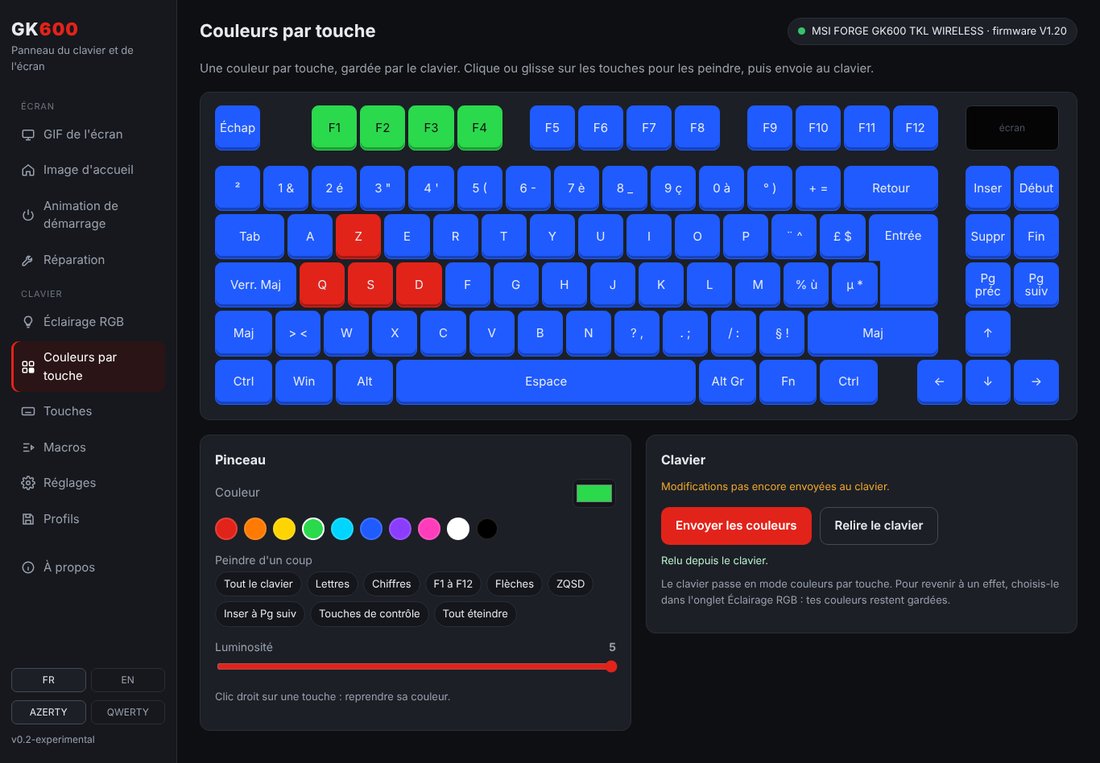 GK600
Panneau du clavier et de
l'écran
ÉCRAN
GIF de l'écran
Image d'accueil
Animation de
démarrage
Réparation
CLAVIER
Éclairage RGB
Couleurs par
touche
Touches
Macros
Réglages
Profils
À propos
FR EN
AZERTY QWERTY
v0.2-experimental
Couleurs par touche
MSI FORGE GK600 TKL WIRELESS · firmware V1.20
Une couleur par touche, gardée par le clavier. Clique ou glisse sur les touches pour les peindre, puis envoie au clavier.
Échap F1 F2 F3 F4 F5 F6 F7 F8 F9 F10 F11 F12 écran
² 1 & 2 é 3 " 4 ' 5 ( 6 - 7 è 8 _ 9 ç 0 à ° ) + = Retour Inser Début
Tab A Z E R T Y U I O P ¨ ^ £ $ Entrée Suppr Fin
Verr. Maj Q S D F G H J K L M % ù µ * Pg préc Pg suiv
Maj > < W X C V B N ? , . ; / : § ! Maj ↑
Ctrl Win Alt Espace Alt Gr Fn Ctrl ← ↓ →
Pinceau
Couleur
Peindre d'un coup
Tout le clavier Lettres Chiffres F1 à F12 Flèches ZQSD
Inser à Pg suiv Touches de contrôle Tout éteindre
Luminosité 5
Clic droit sur une touche : reprendre sa couleur.
Clavier
Modifications pas encore envoyées au clavier.
Envoyer les couleurs Relire le clavier
Relu depuis le clavier.
Le clavier passe en mode couleurs par touche. Pour revenir à un effet, choisis-le
dans l'onglet Éclairage RGB : tes couleurs restent gardées.